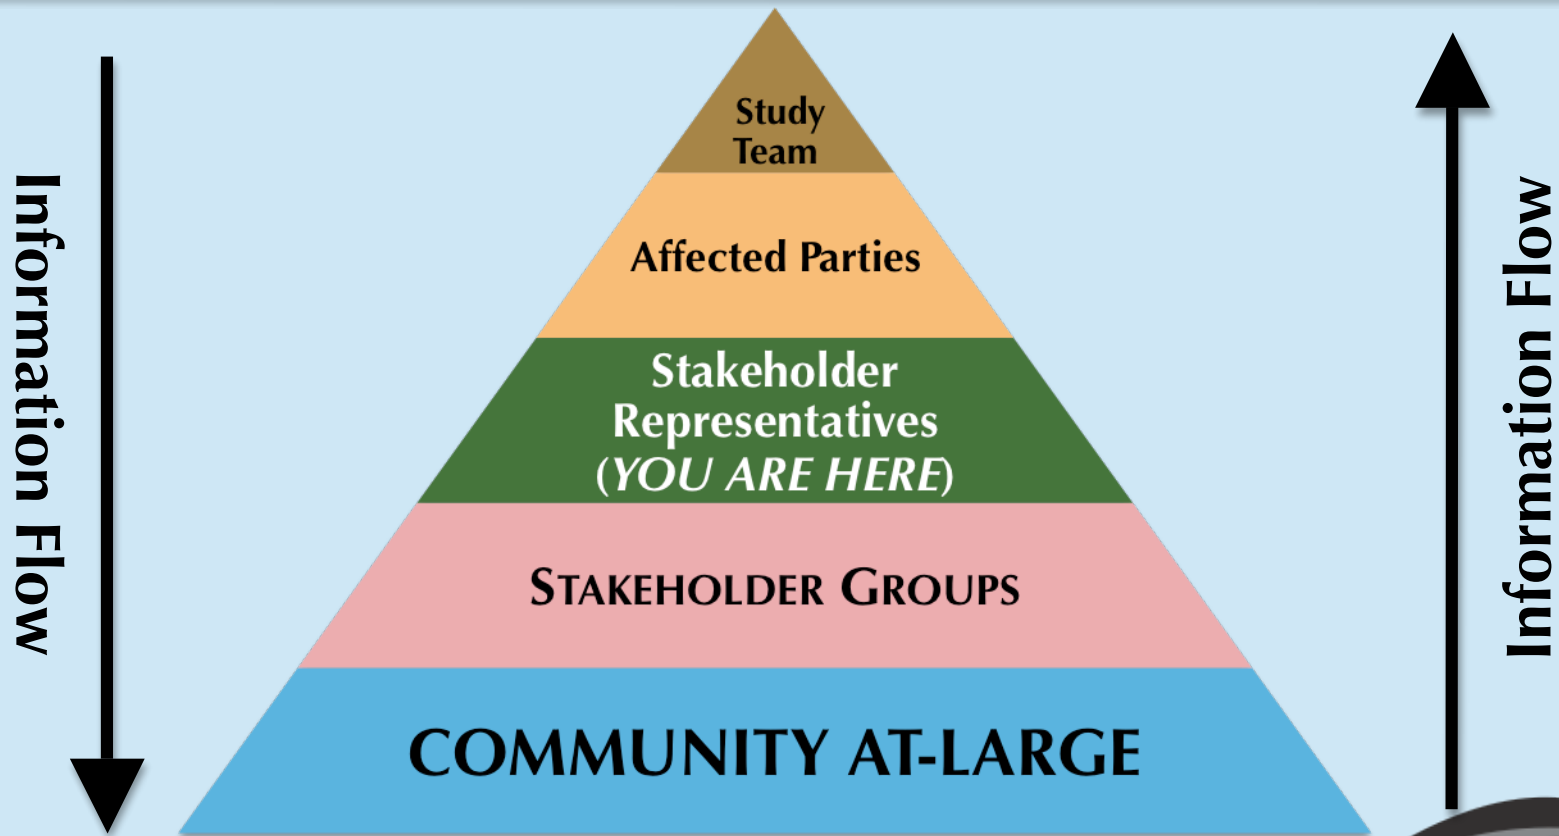 Information Flow
Study
Team
Affected Parties
Stakeholder
Representatives
(YOU ARE HERE)
STAKEHOLDER GROUPS
COMMUNITY AT-LARGE
Information Flow